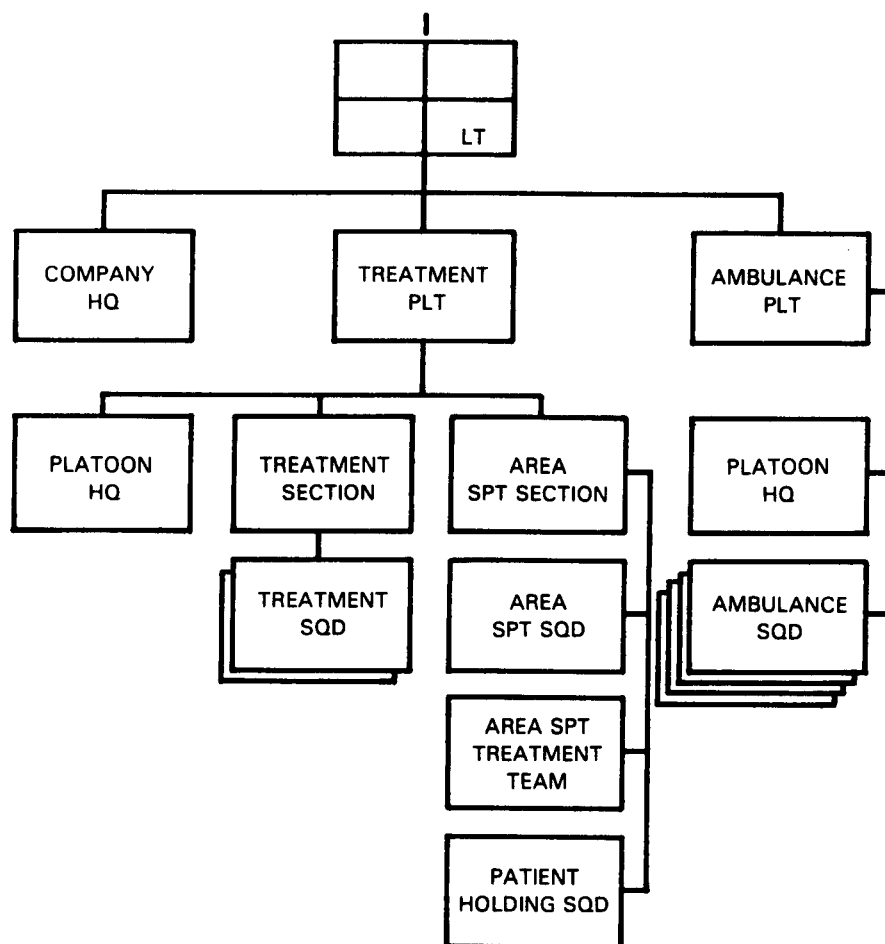 I
LT
COMPANY
HQ
TREATMENT
PLT
AMBULANCE
PLT
PLATOON
HQ
TREATMENT
SECTION
AREA
SPT SECTION
PLATOON
HQ
TREATMENT
SQD
AREA
SPT SQD
AMBULANCE
SQD
AREA SPT
TREATMENT
TEAM
PATIENT
HOLDING SQD